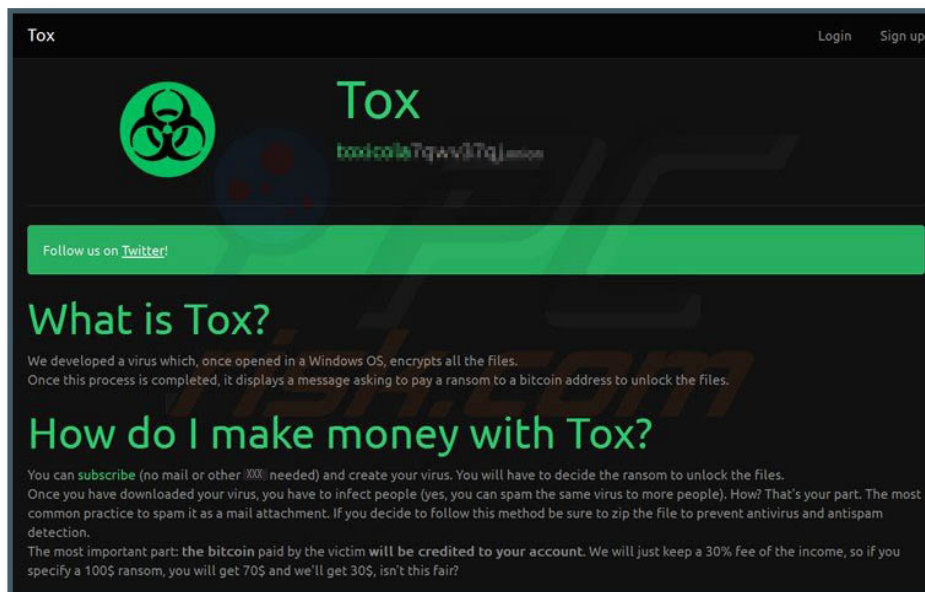 Tox
Login Sign up
Tox
Follow us on Twitter!
What is Tox?
We developed a virus which, once opened in a Windows OS, encrypts all the files.
Once this process is completed, it displays a message asking to pay a ransom to a bitcoin address to unlock the files.
How do I make money with Tox?
You can subscribe (no mail or other XXX needed) and create your virus. You will have to decide the ransom to unlock the files.
Once you have downloaded your virus, you have to infect people (yes, you can spam the same virus to more people). How? That's your part. The most
common practice to spam it as a mail attachment. If you decide to follow this method be sure to zip the file to prevent antivirus and antispam
detection.
The most important part: the bitcoin paid by the victim will be credited to your account. We will just keep a 30% fee of the income, so if you
specify a 100$ ransom, you will get 70$ and we'll get 30$, isn't this fair?
PC
risk.com